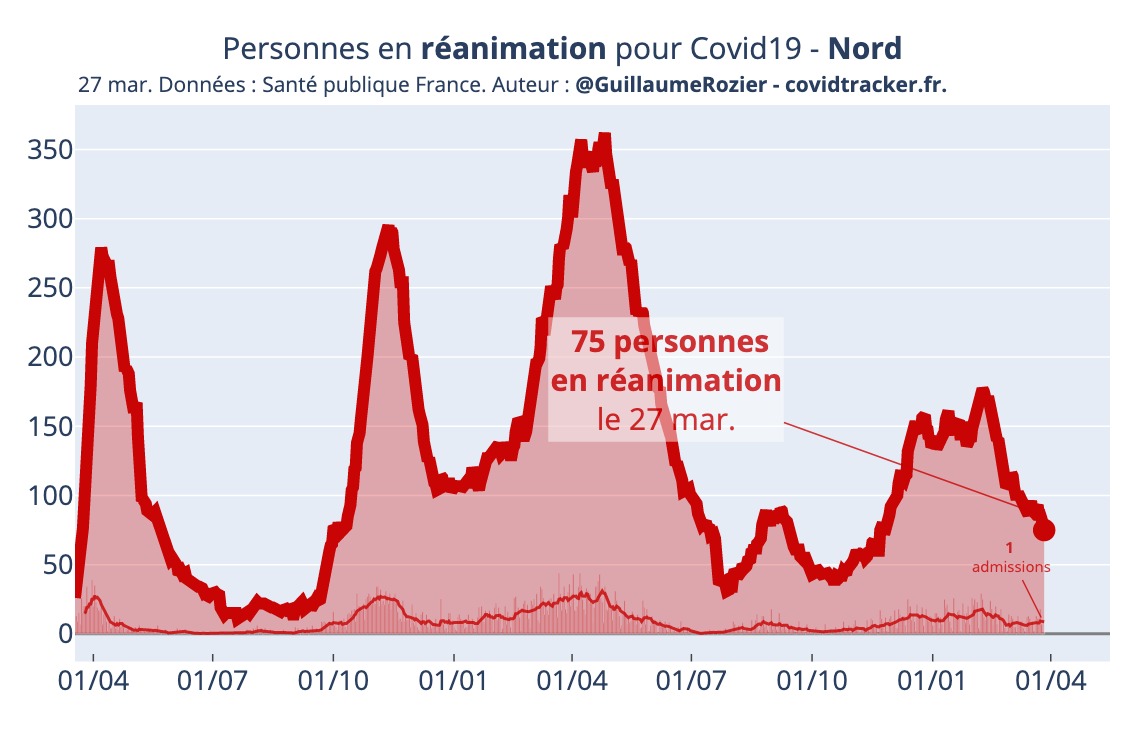 Personnes en réanimation pour Covid19 - Nord
27 mar. Données : Santé publique France. Auteur : @GuillaumeRozier - covidtracker.fr.
350
300
250
200
150
100
50
0
75 personnes
en réanimation
le 27 mar.
1
admissions
01/04 01/07 01/10 01/01 01/04 01/07 01/10 01/01 01/04